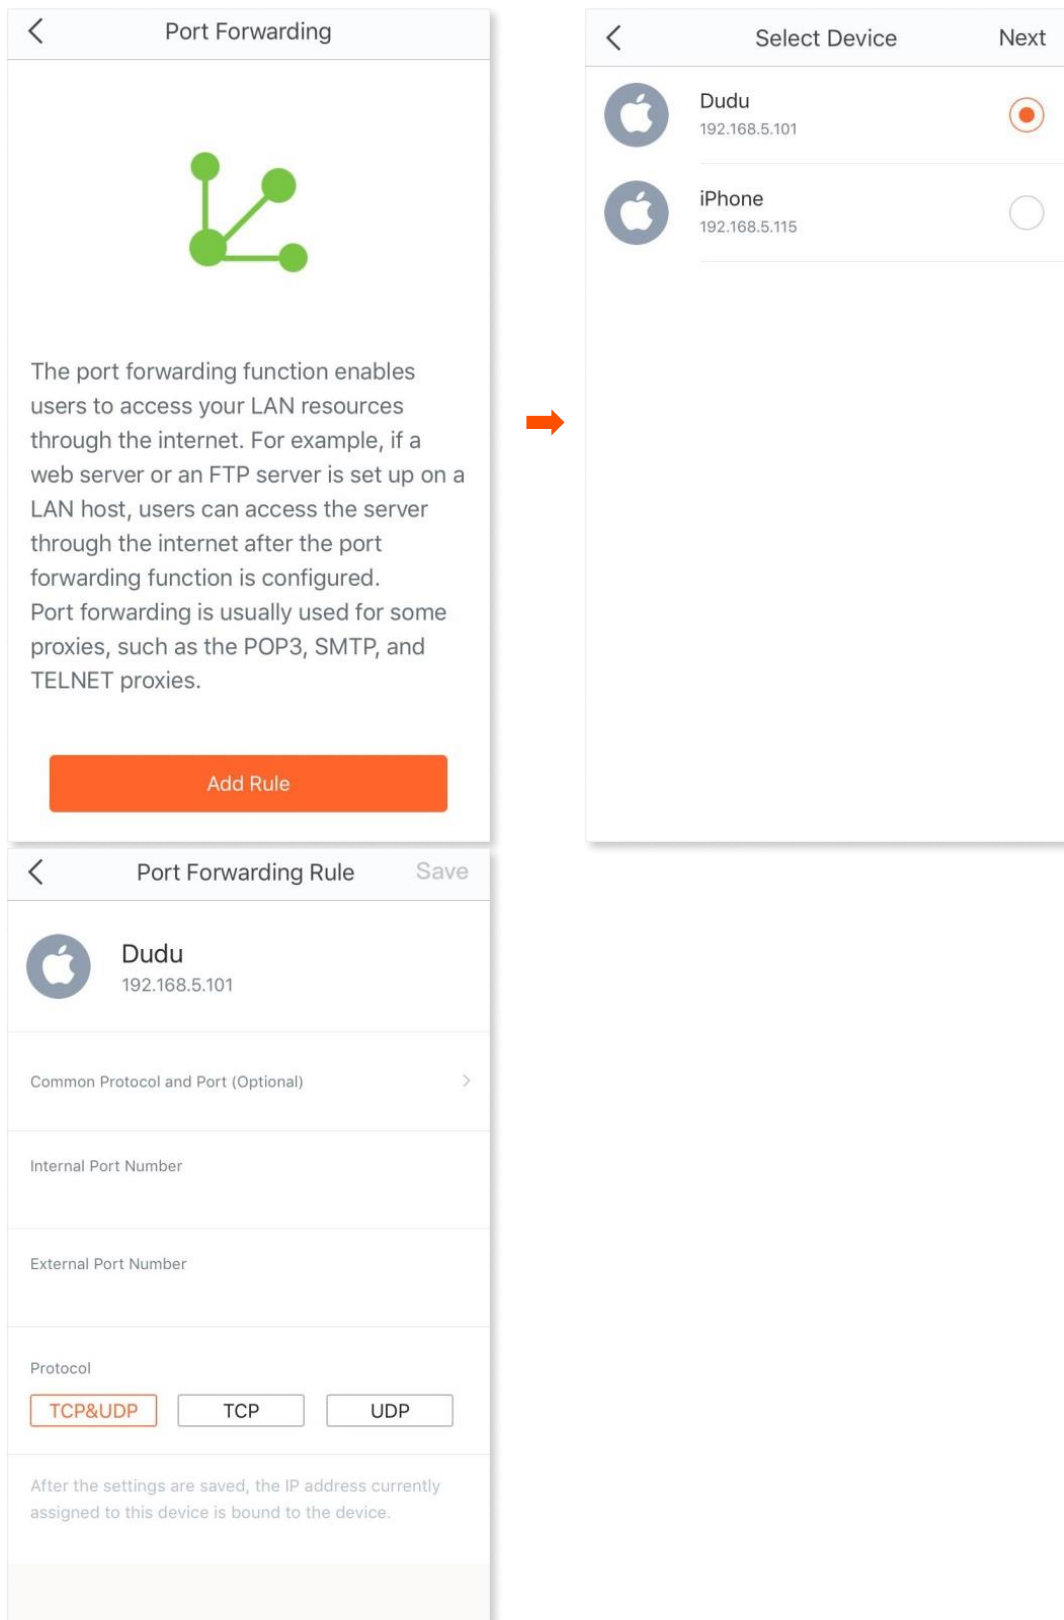 Port Forwarding
The port forwarding function enables
users to access your LAN resources
through the internet. For example, if a
web server or an FTP server is set up on a
LAN host, users can access the server
through the internet after the port
forwarding function is configured.
Port forwarding is usually used for some
proxies, such as the POP3, SMTP, and
TELNET proxies.
Add Rule
Select Device Next
Dudu
192.168.5.101
iPhone
192.168.5.115
Port Forwarding Rule Save
Dudu
192.168.5.101
Common Protocol and Port (Optional)
Internal Port Number
External Port Number
Protocol
TCP&UDP TCP UDP
After the settings are saved, the IP address currently
assigned to this device is bound to the device.